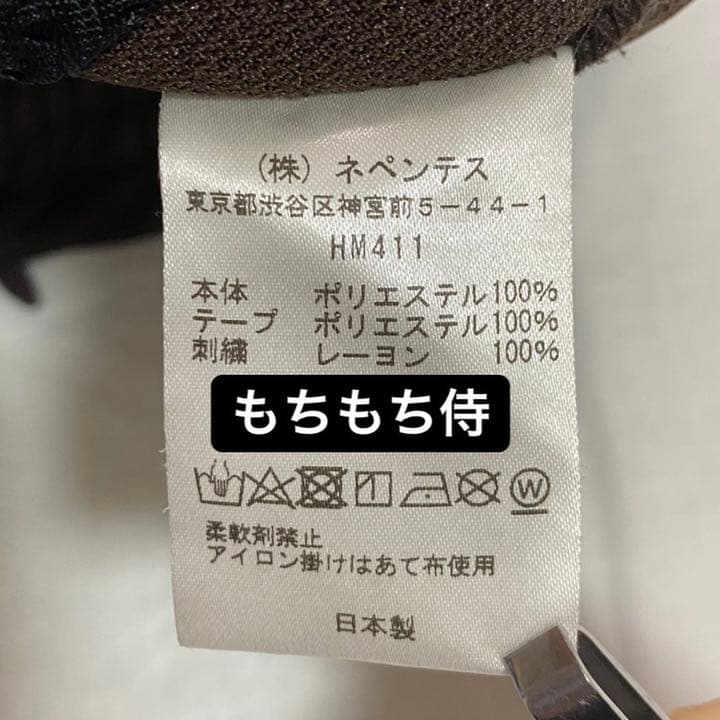 (株) ネペンテス
東京都渋谷区神宮前5-44-1
HM411
本体 ポリエステル100%
テープ ポリエステル100%
刺繍 レーヨン 100%
もちもち侍
W
柔軟剤禁止
アイロン掛けはあて布使用
日本製